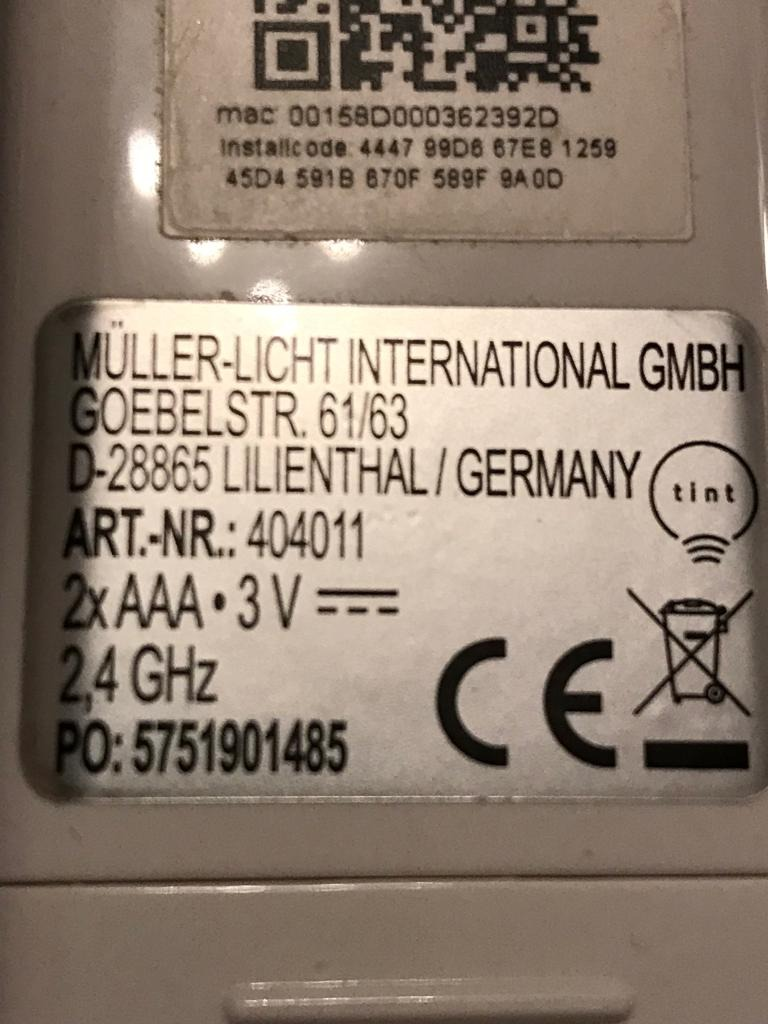 mac: 00158D000362392D
Installcode: 4447 99D6 67E8 1259
45D4 591B 670F 589F 9A0D
MÜLLER-LICHT INTERNATIONAL GMBH
GOEBELSTR. 61/63
D-28865 LILIENTHAL / GERMANY
tint
ART.-NR.: 404011
2x AAA • 3 V
2,4 GHz
PO: 5751901485
CE